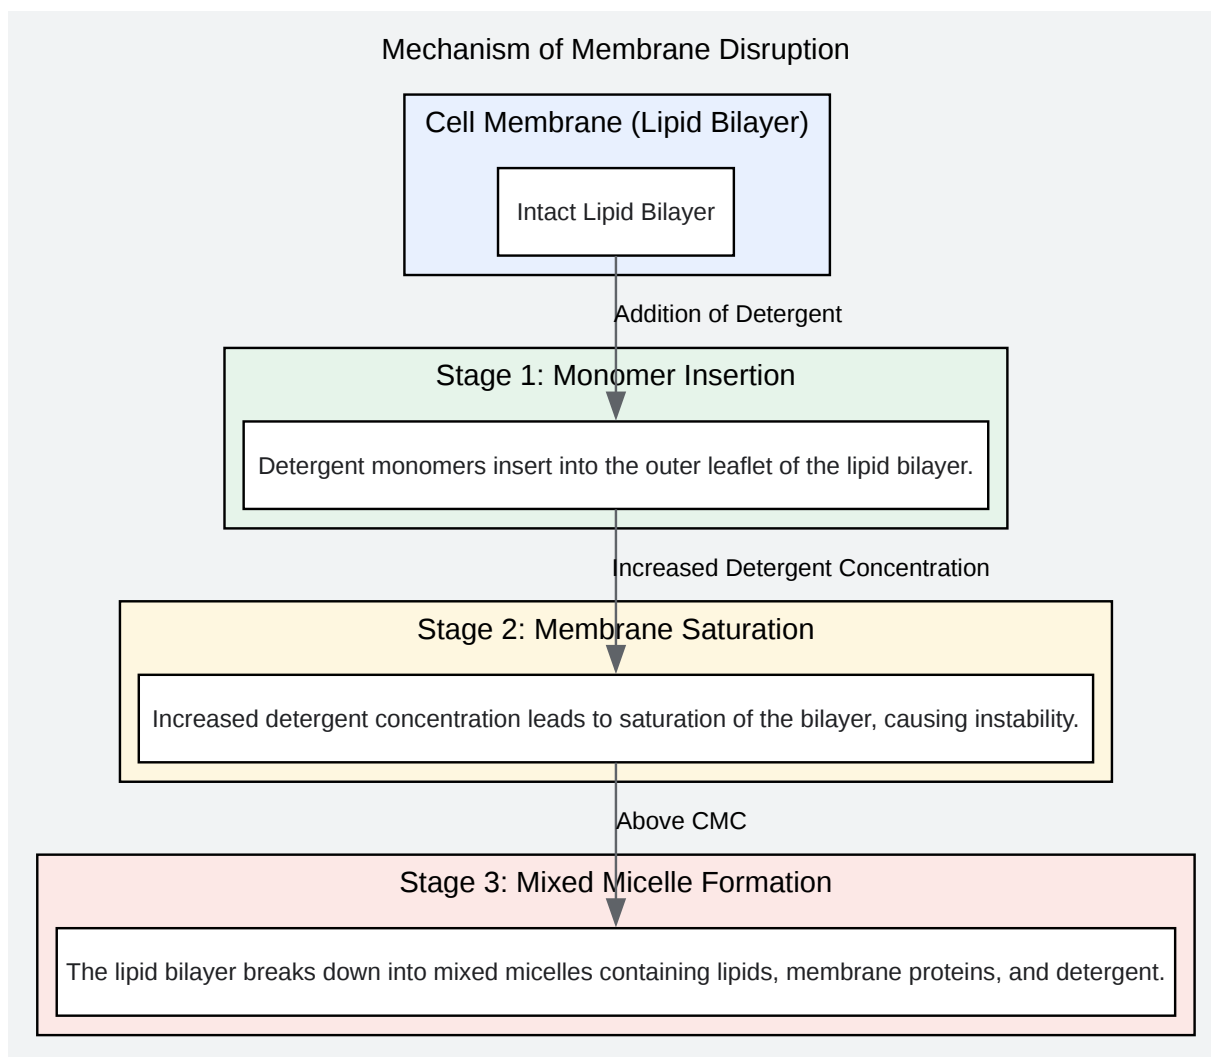 Mechanism of Membrane Disruption
Cell Membrane (Lipid Bilayer)
Intact Lipid Bilayer
Addition of Detergent
Stage 1: Monomer Insertion
Detergent monomers insert into the outer leaflet of the lipid bilayer.
Increased Detergent Concentration
Stage 2: Membrane Saturation
Increased detergent concentration leads to saturation of the bilayer, causing instability.
Above CMC
Stage 3: Mixed Micelle Formation
The lipid bilayer breaks down into mixed micelles containing lipids, membrane proteins, and detergent.